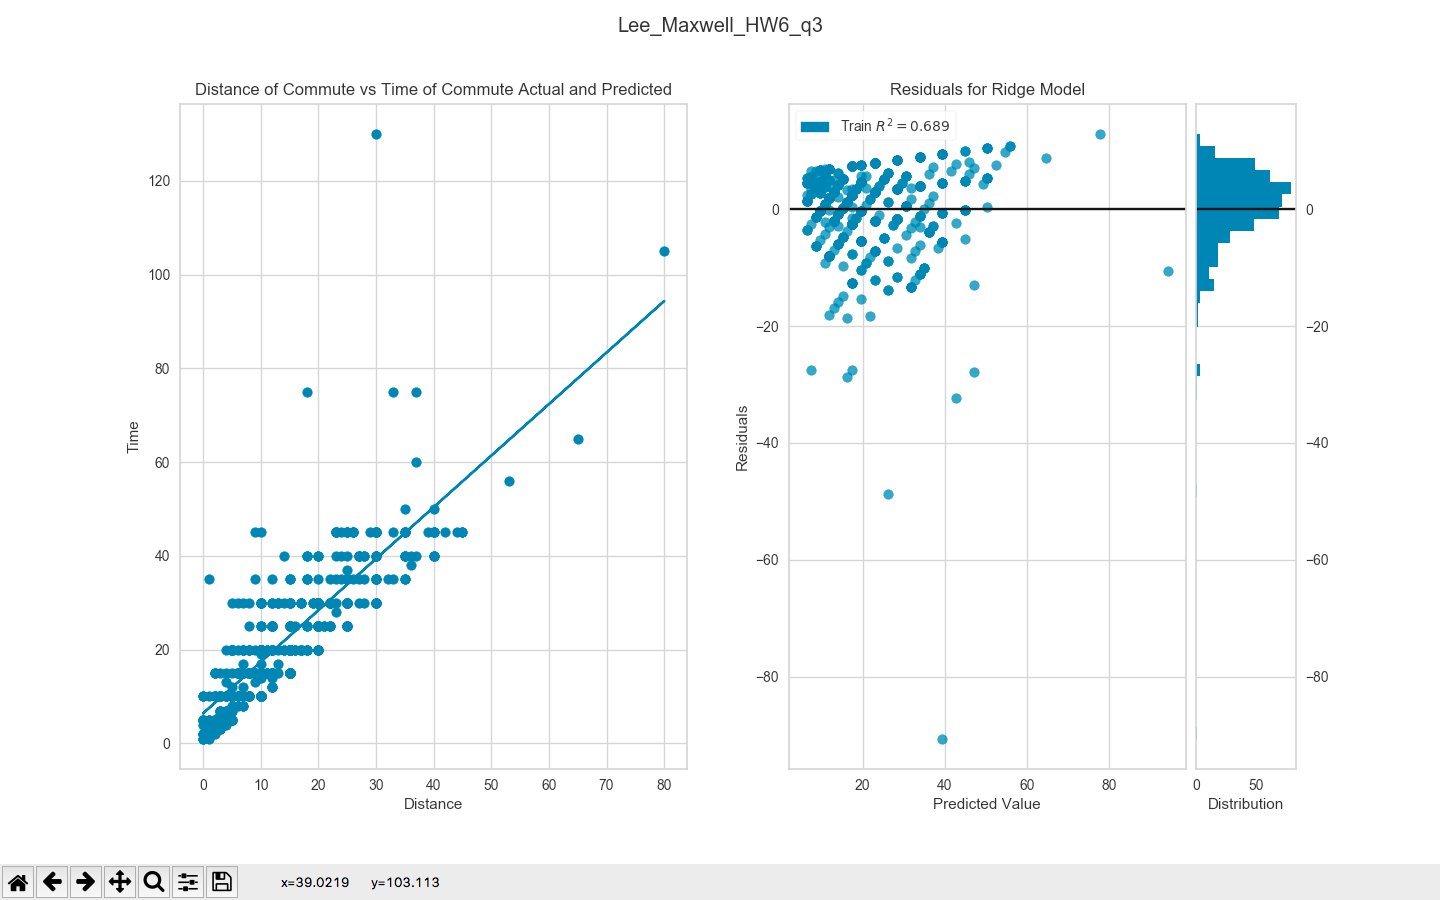 Lee_Maxwell_HW6_q3
Distance of Commute vs Time of Commute Actual and Predicted
Time
120
100
80
60
40
20
0
0 10 20 30 40 50 60 70 80
Distance
Residuals for Ridge Model
Train R² = 0.689
Residuals
0
−20
−40
−60
−80
20 40 60 80
Predicted Value
0
−20
−40
−60
−80
0 50
Distribution
x=39.0219 y=103.113